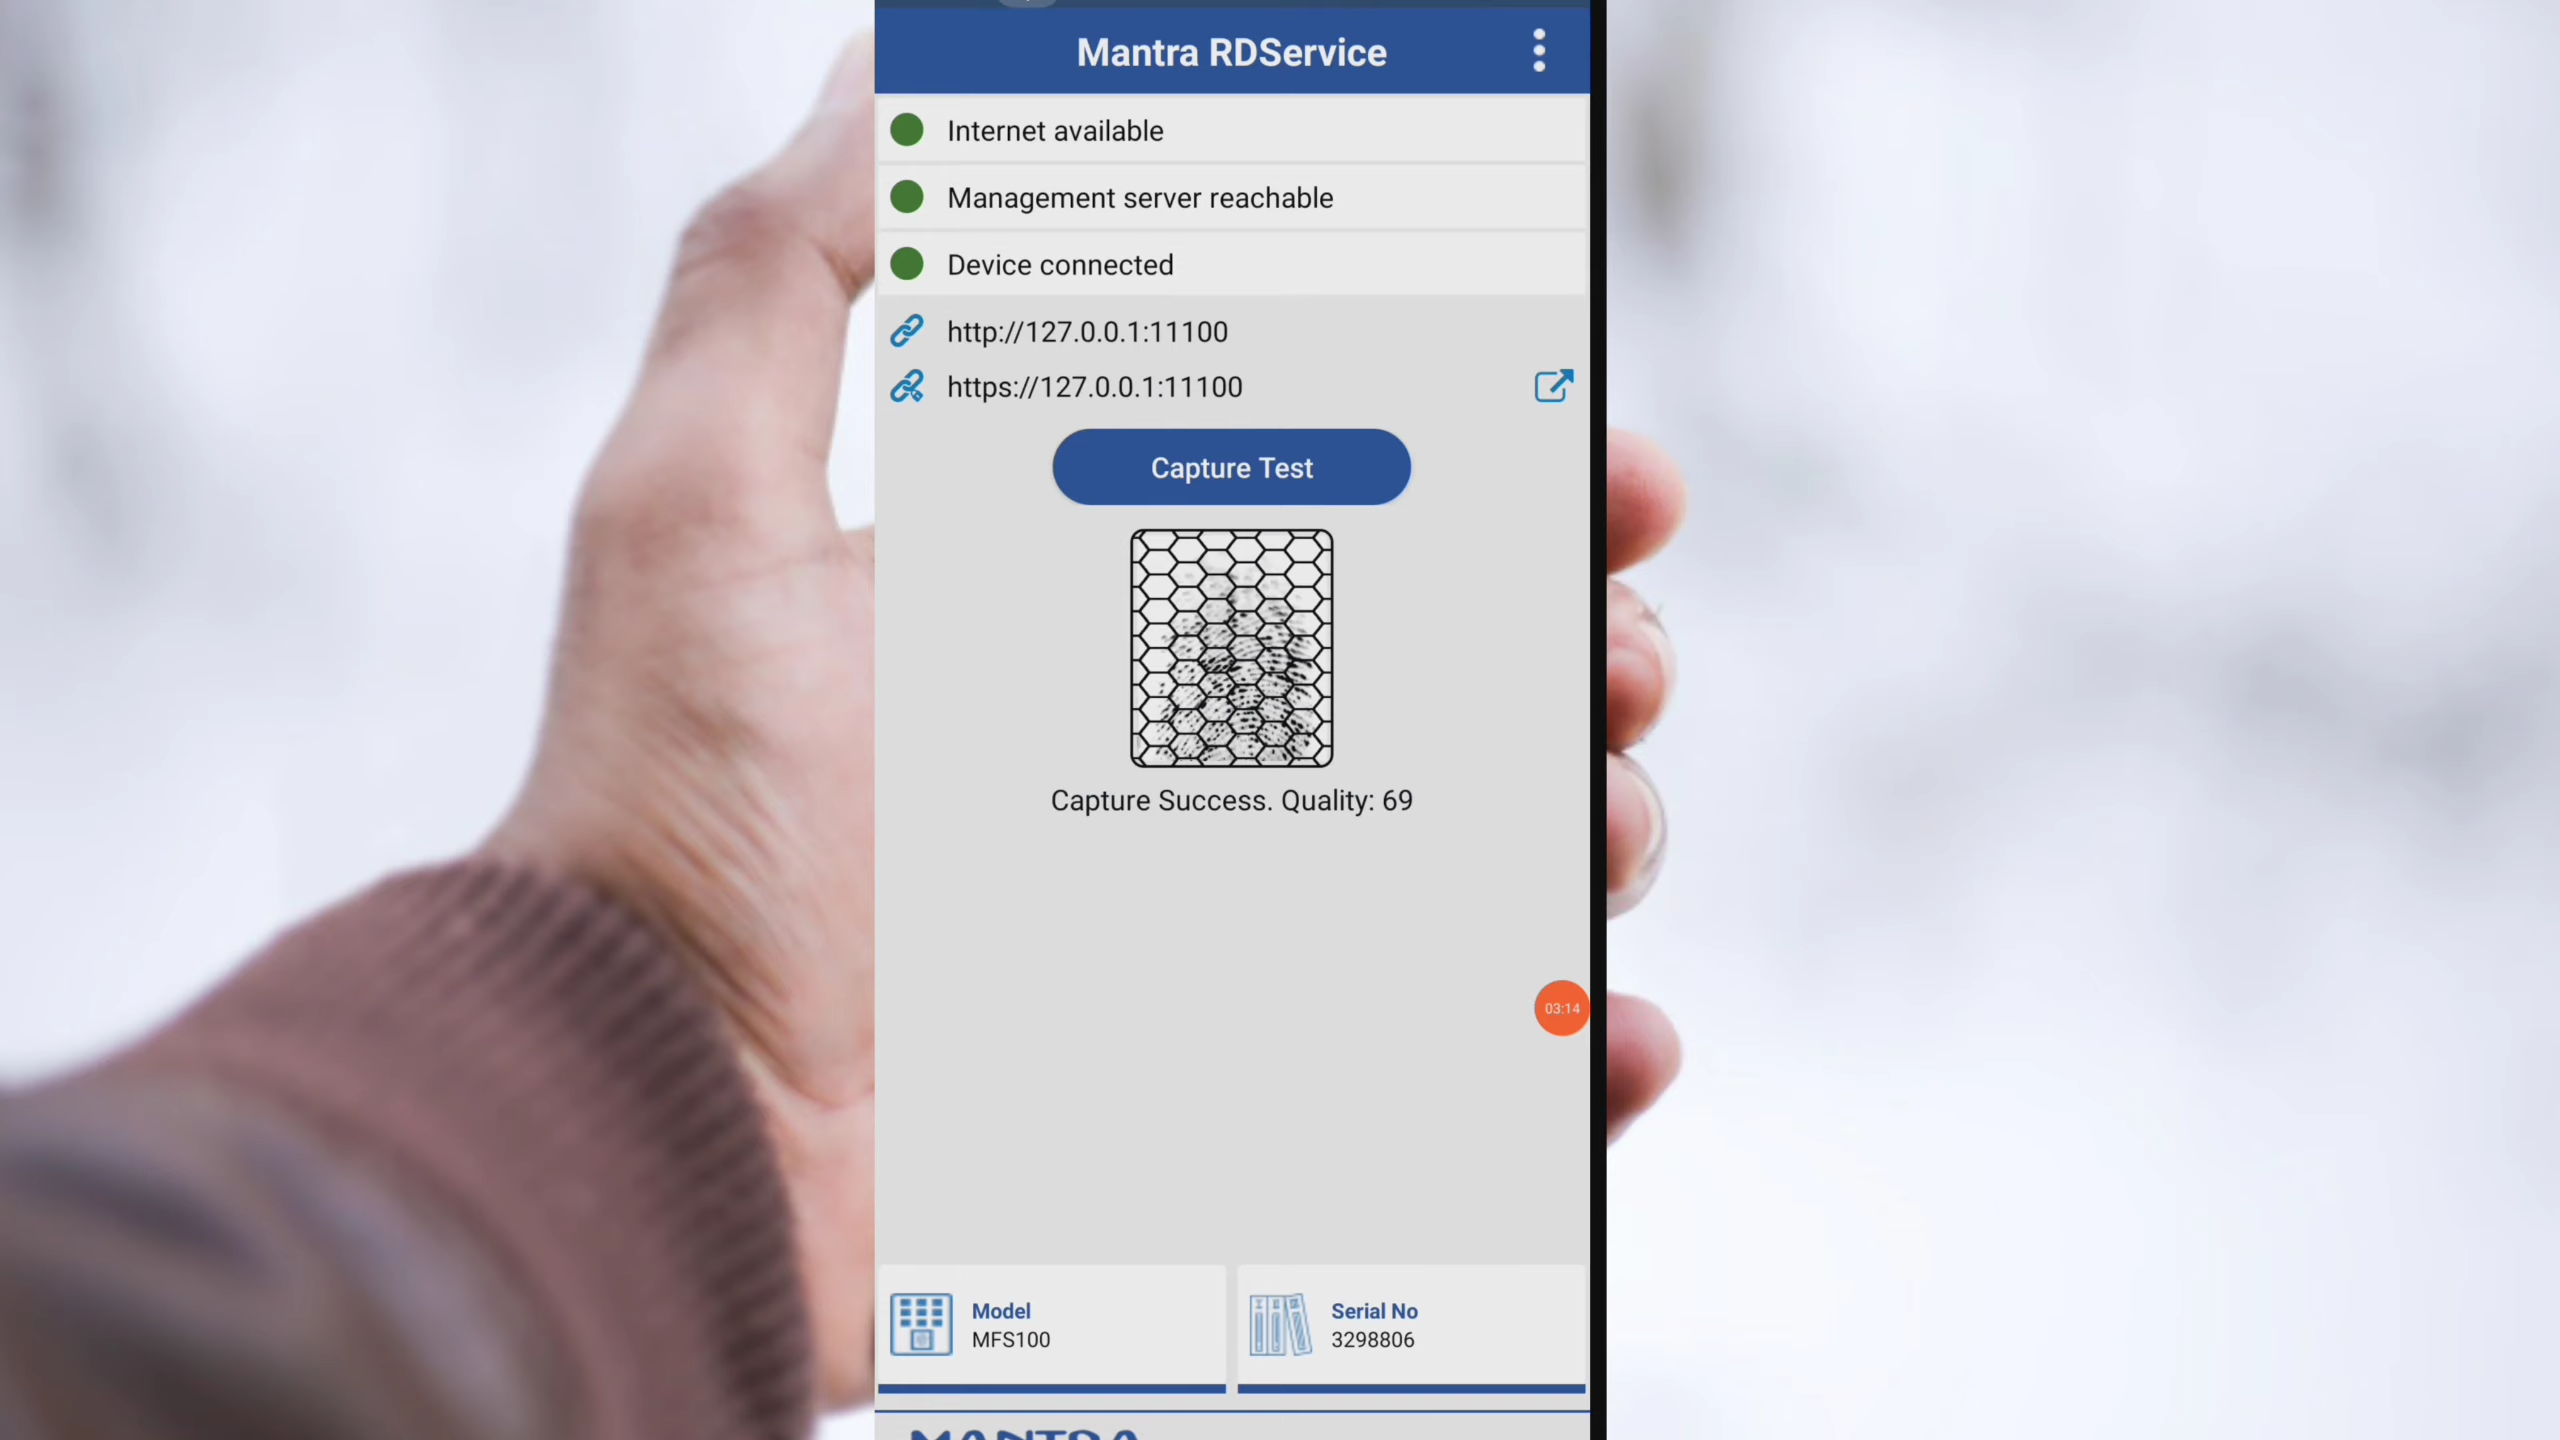 Mantra RDService
Internet available
Management server reachable
Device connected
http://127.0.0.1:11100
https://127.0.0.1:11100
Capture Test
Capture Success. Quality: 69
03:14
Model
MFS100
Serial No
3298806
MANTRA